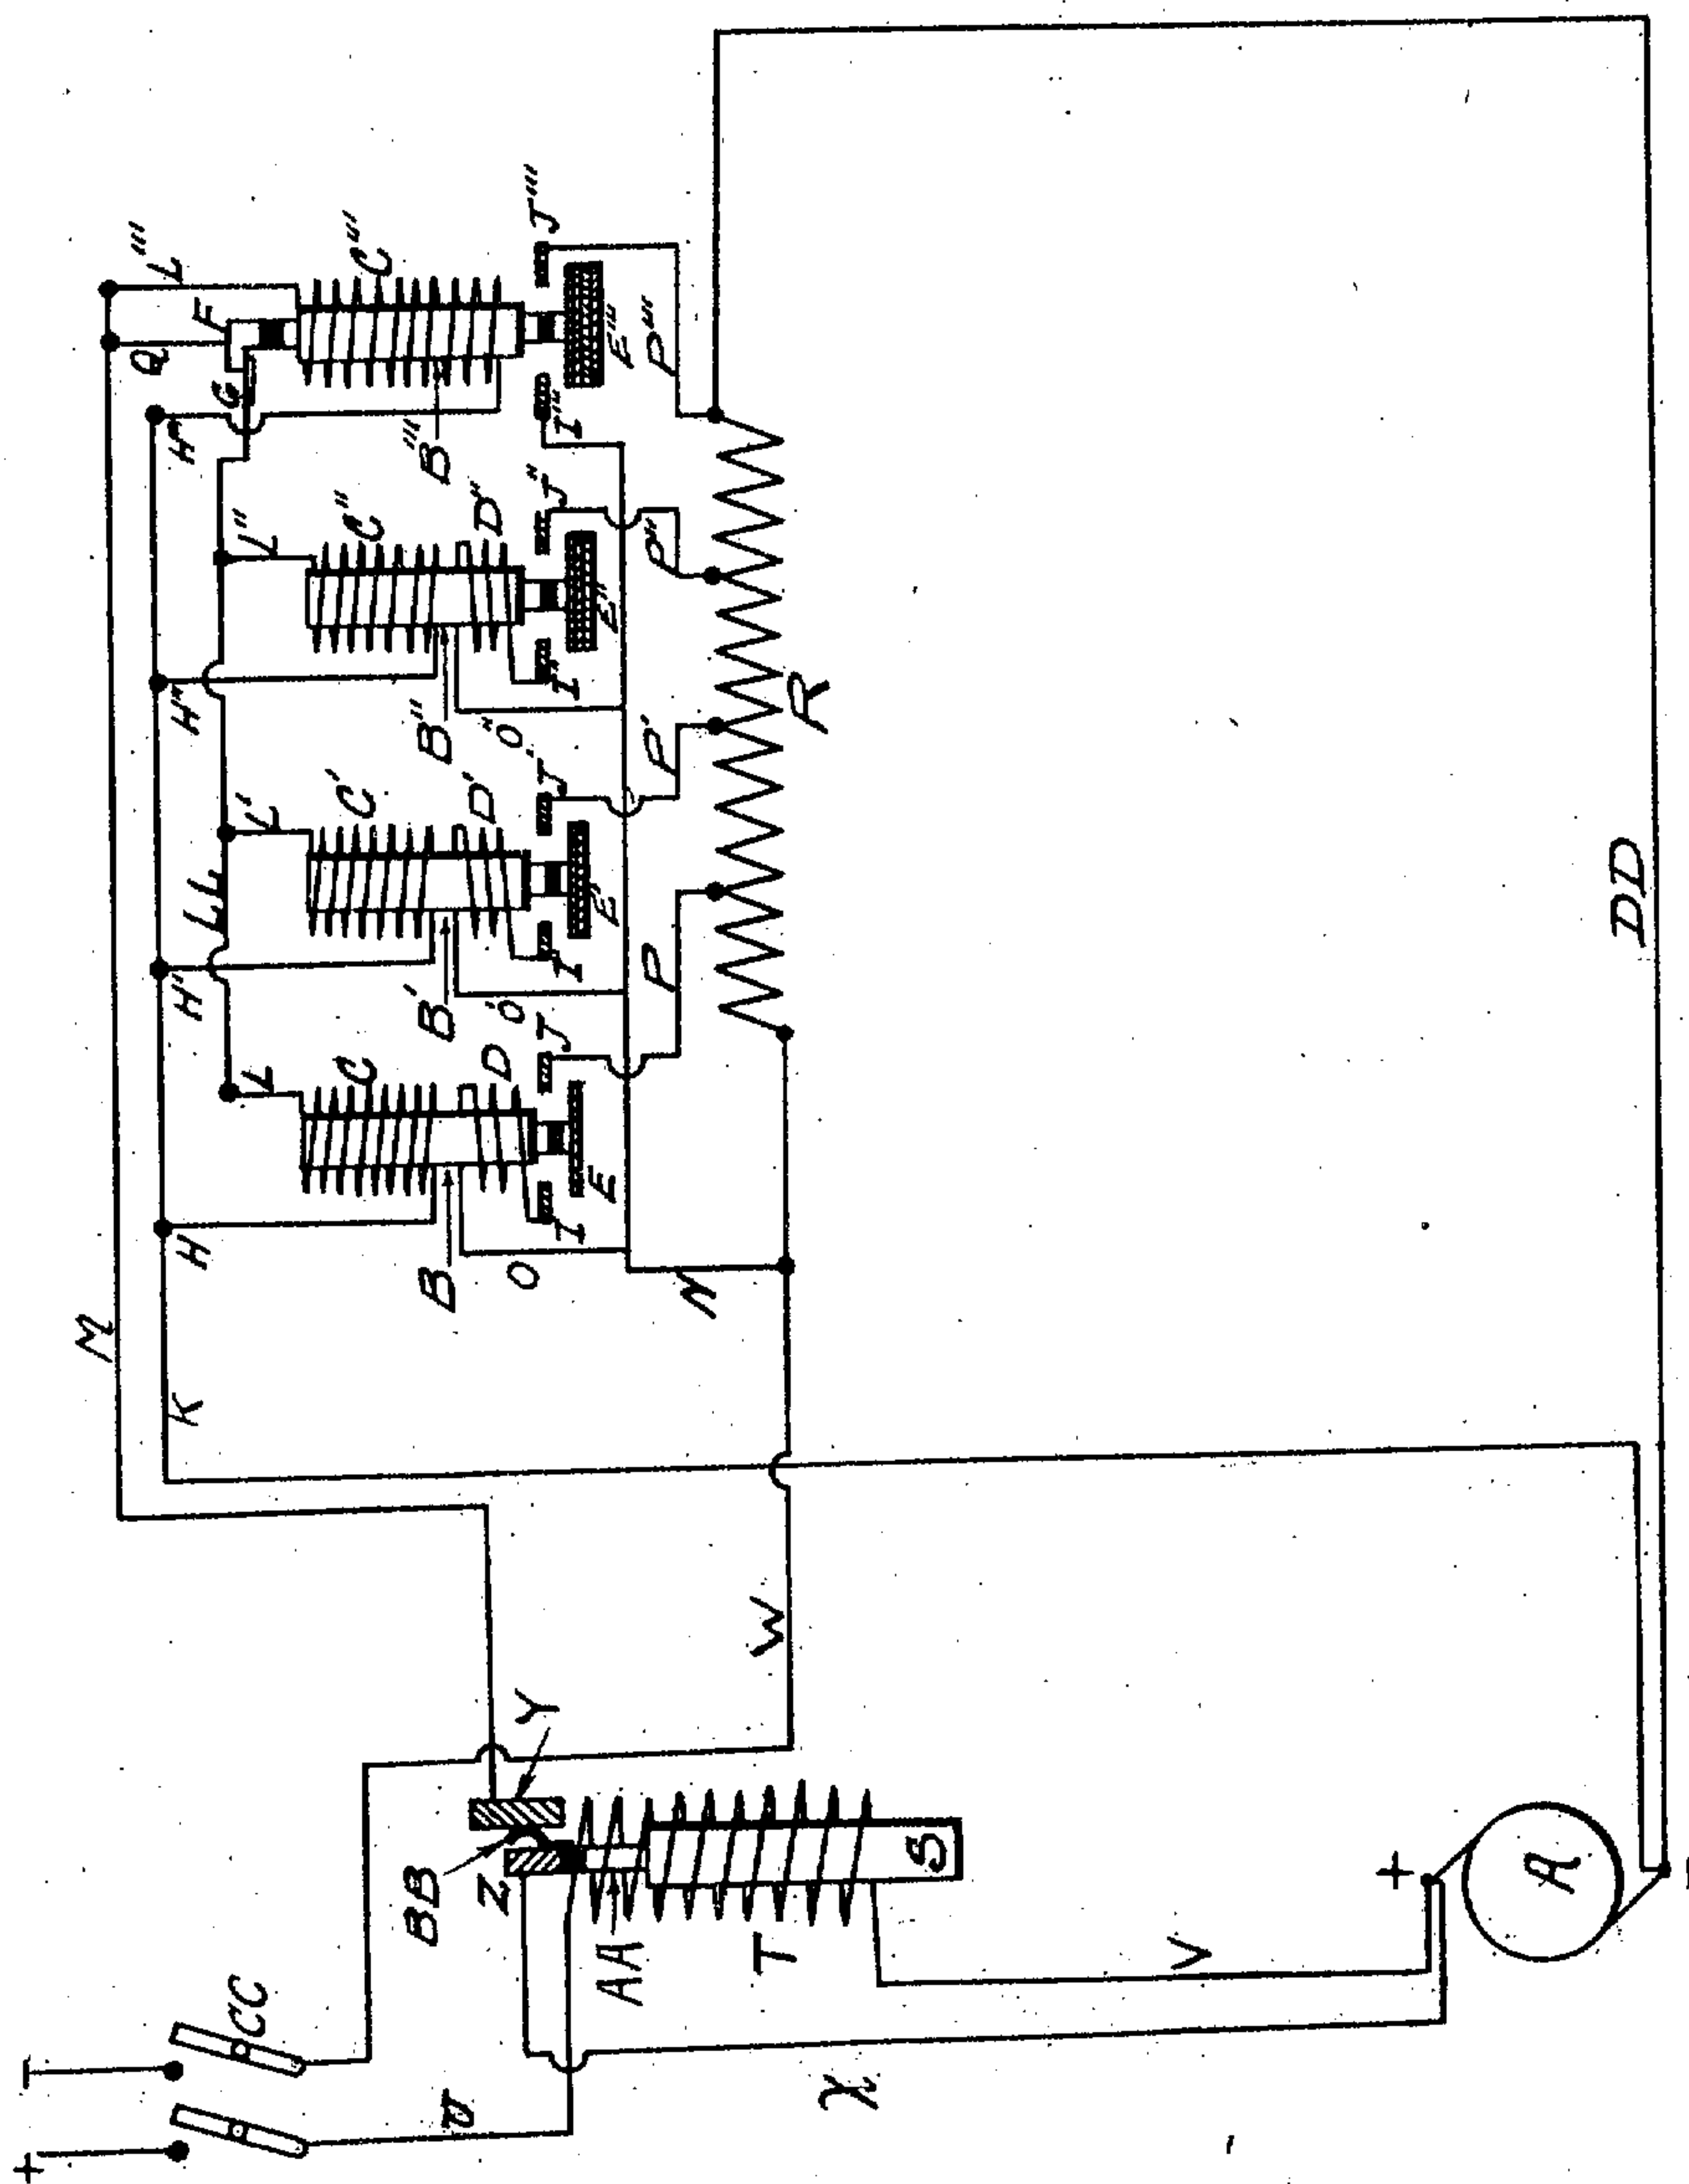 M
K
H
H'
H"
H'''
Q
L'''
F
G
L
LL
L'
L"
C
C'
C"
C'''
B
B'
B"
B'''
D
D'
D"
O
O'
O"
I
I'
I"
I'''
J
J'
J"
J'''
E
E'
E"
E'''
N
P
P'
P"
P'''
R
W
DD
+
-
CC
U
BB
Z
Y
AA
T
S
X
V
+
A
-